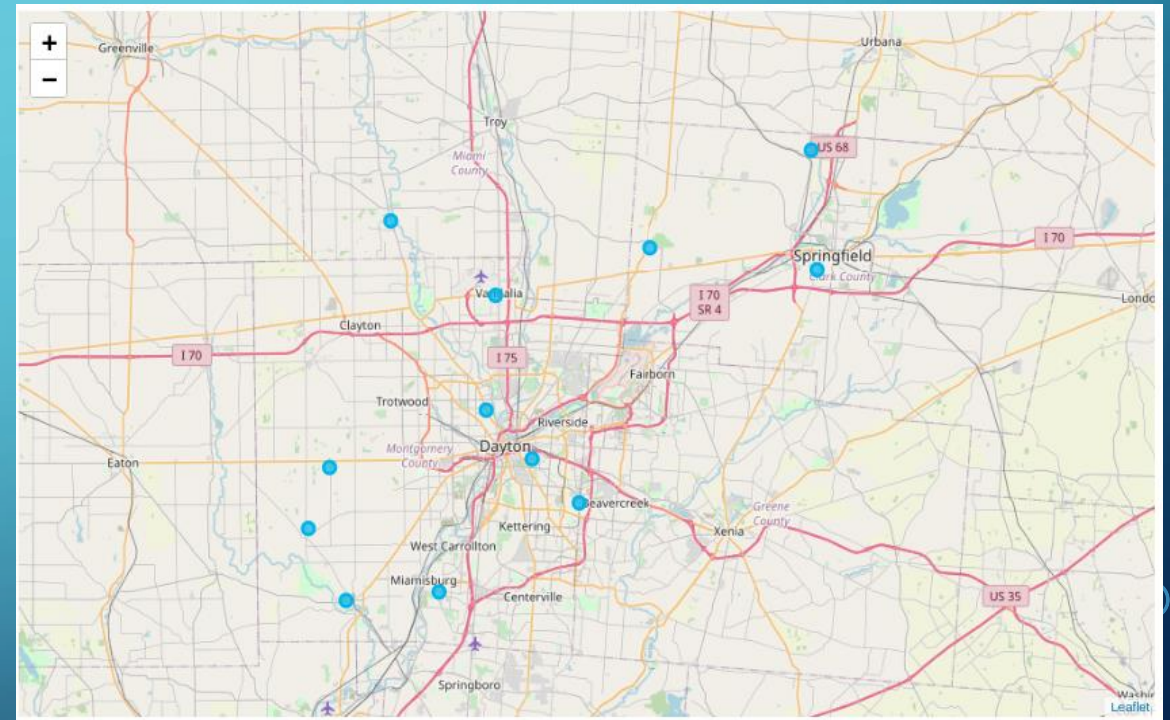 +
−
Greenville
Urbana
Troy
Miami
County
US 68
I 70
Springfield
Clark County
Vandalia
I 70
SR 4
Clayton
I 70
I 75
Fairborn
Trotwood
Riverside
Dayton
Montgomery
County
Eaton
Beavercreek
Greene
County
Kettering
Xenia
West Carrollton
Miamisburg
Centerville
US 35
Springboro
Leaflet